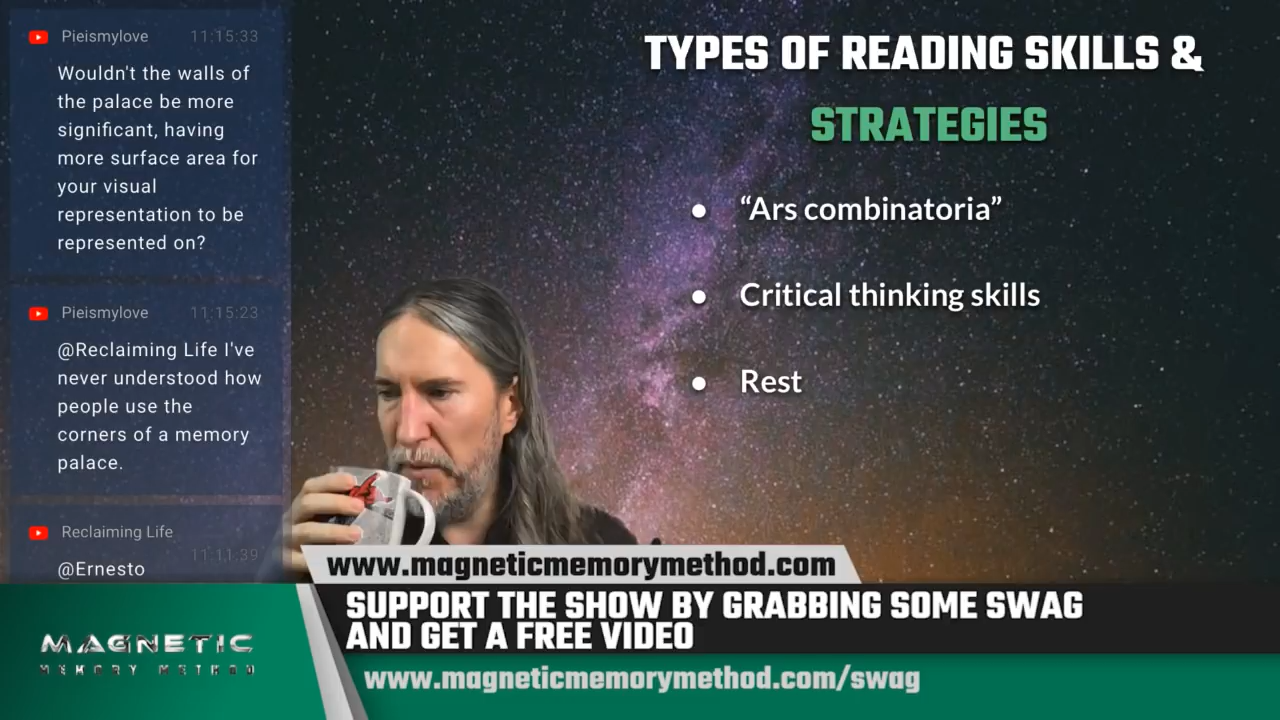 Pieismylove 11:15:33
Wouldn't the walls of
the palace be more
significant, having
more surface area for
your visual
representation to be
represented on?
Pieismylove 11:15:23
@Reclaiming Life I've
never understood how
people use the
corners of a memory
palace.
Reclaiming Life
11:11:39
@Ernesto
TYPES OF READING SKILLS &
STRATEGIES
• “Ars combinatoria”
• Critical thinking skills
• Rest
www.magneticmemorymethod.com
SUPPORT THE SHOW BY GRABBING SOME SWAG
AND GET A FREE VIDEO
www.magneticmemorymethod.com/swag
MAGNETIC
MEMORY METHOD